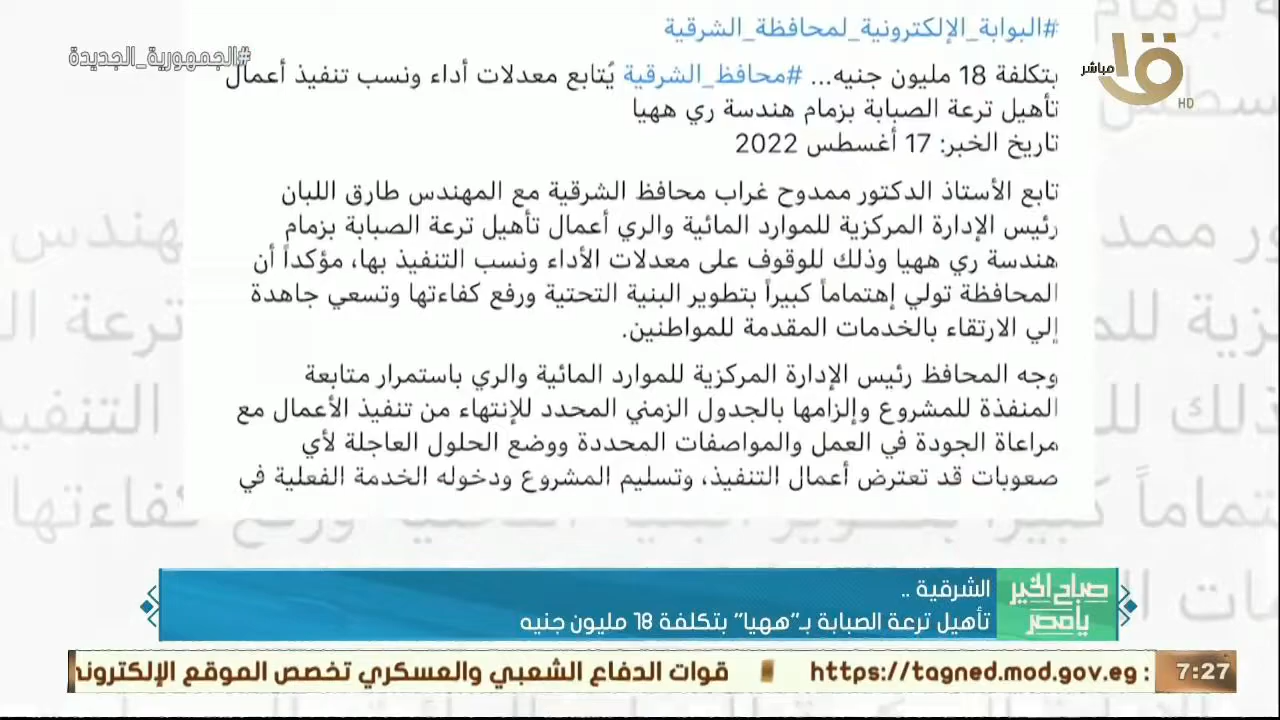 #البوابة_الإلكترونية_لمحافظة_الشرقية
#الجمهورية_الجديدة
مباشر
HD
بتكلفة 18 مليون جنيه... #محافظ_الشرقية يُتابع معدلات أداء ونسب تنفيذ أعمال
تأهيل ترعة الصبابة بزمام هندسة ري ههيا
تاريخ الخبر: 17 أغسطس 2022
تابع الأستاذ الدكتور ممدوح غراب محافظ الشرقية مع المهندس طارق اللبان
رئيس الإدارة المركزية للموارد المائية والري أعمال تأهيل ترعة الصبابة بزمام
هندسة ري ههيا وذلك للوقوف على معدلات الأداء ونسب التنفيذ بها، مؤكداً أن
المحافظة تولي إهتماماً كبيراً بتطوير البنية التحتية ورفع كفاءتها وتسعي جاهدة
إلي الارتقاء بالخدمات المقدمة للمواطنين.
وجه المحافظ رئيس الإدارة المركزية للموارد المائية والري باستمرار متابعة
المنفذة للمشروع وإلزامها بالجدول الزمني المحدد للإنتهاء من تنفيذ الأعمال مع
مراعاة الجودة في العمل والمواصفات المحددة ووضع الحلول العاجلة لأي
صعوبات قد تعترض أعمال التنفيذ، وتسليم المشروع ودخوله الخدمة الفعلية في
صباح الخير
يا مصر
الشرقية ..
تأهيل ترعة الصبابة بـ"ههيا" بتكلفة 18 مليون جنيه
7:27
: https://tagned.mod.gov.eg
قوات الدفاع الشعبي والعسكري تخصص الموقع الإلكتروني